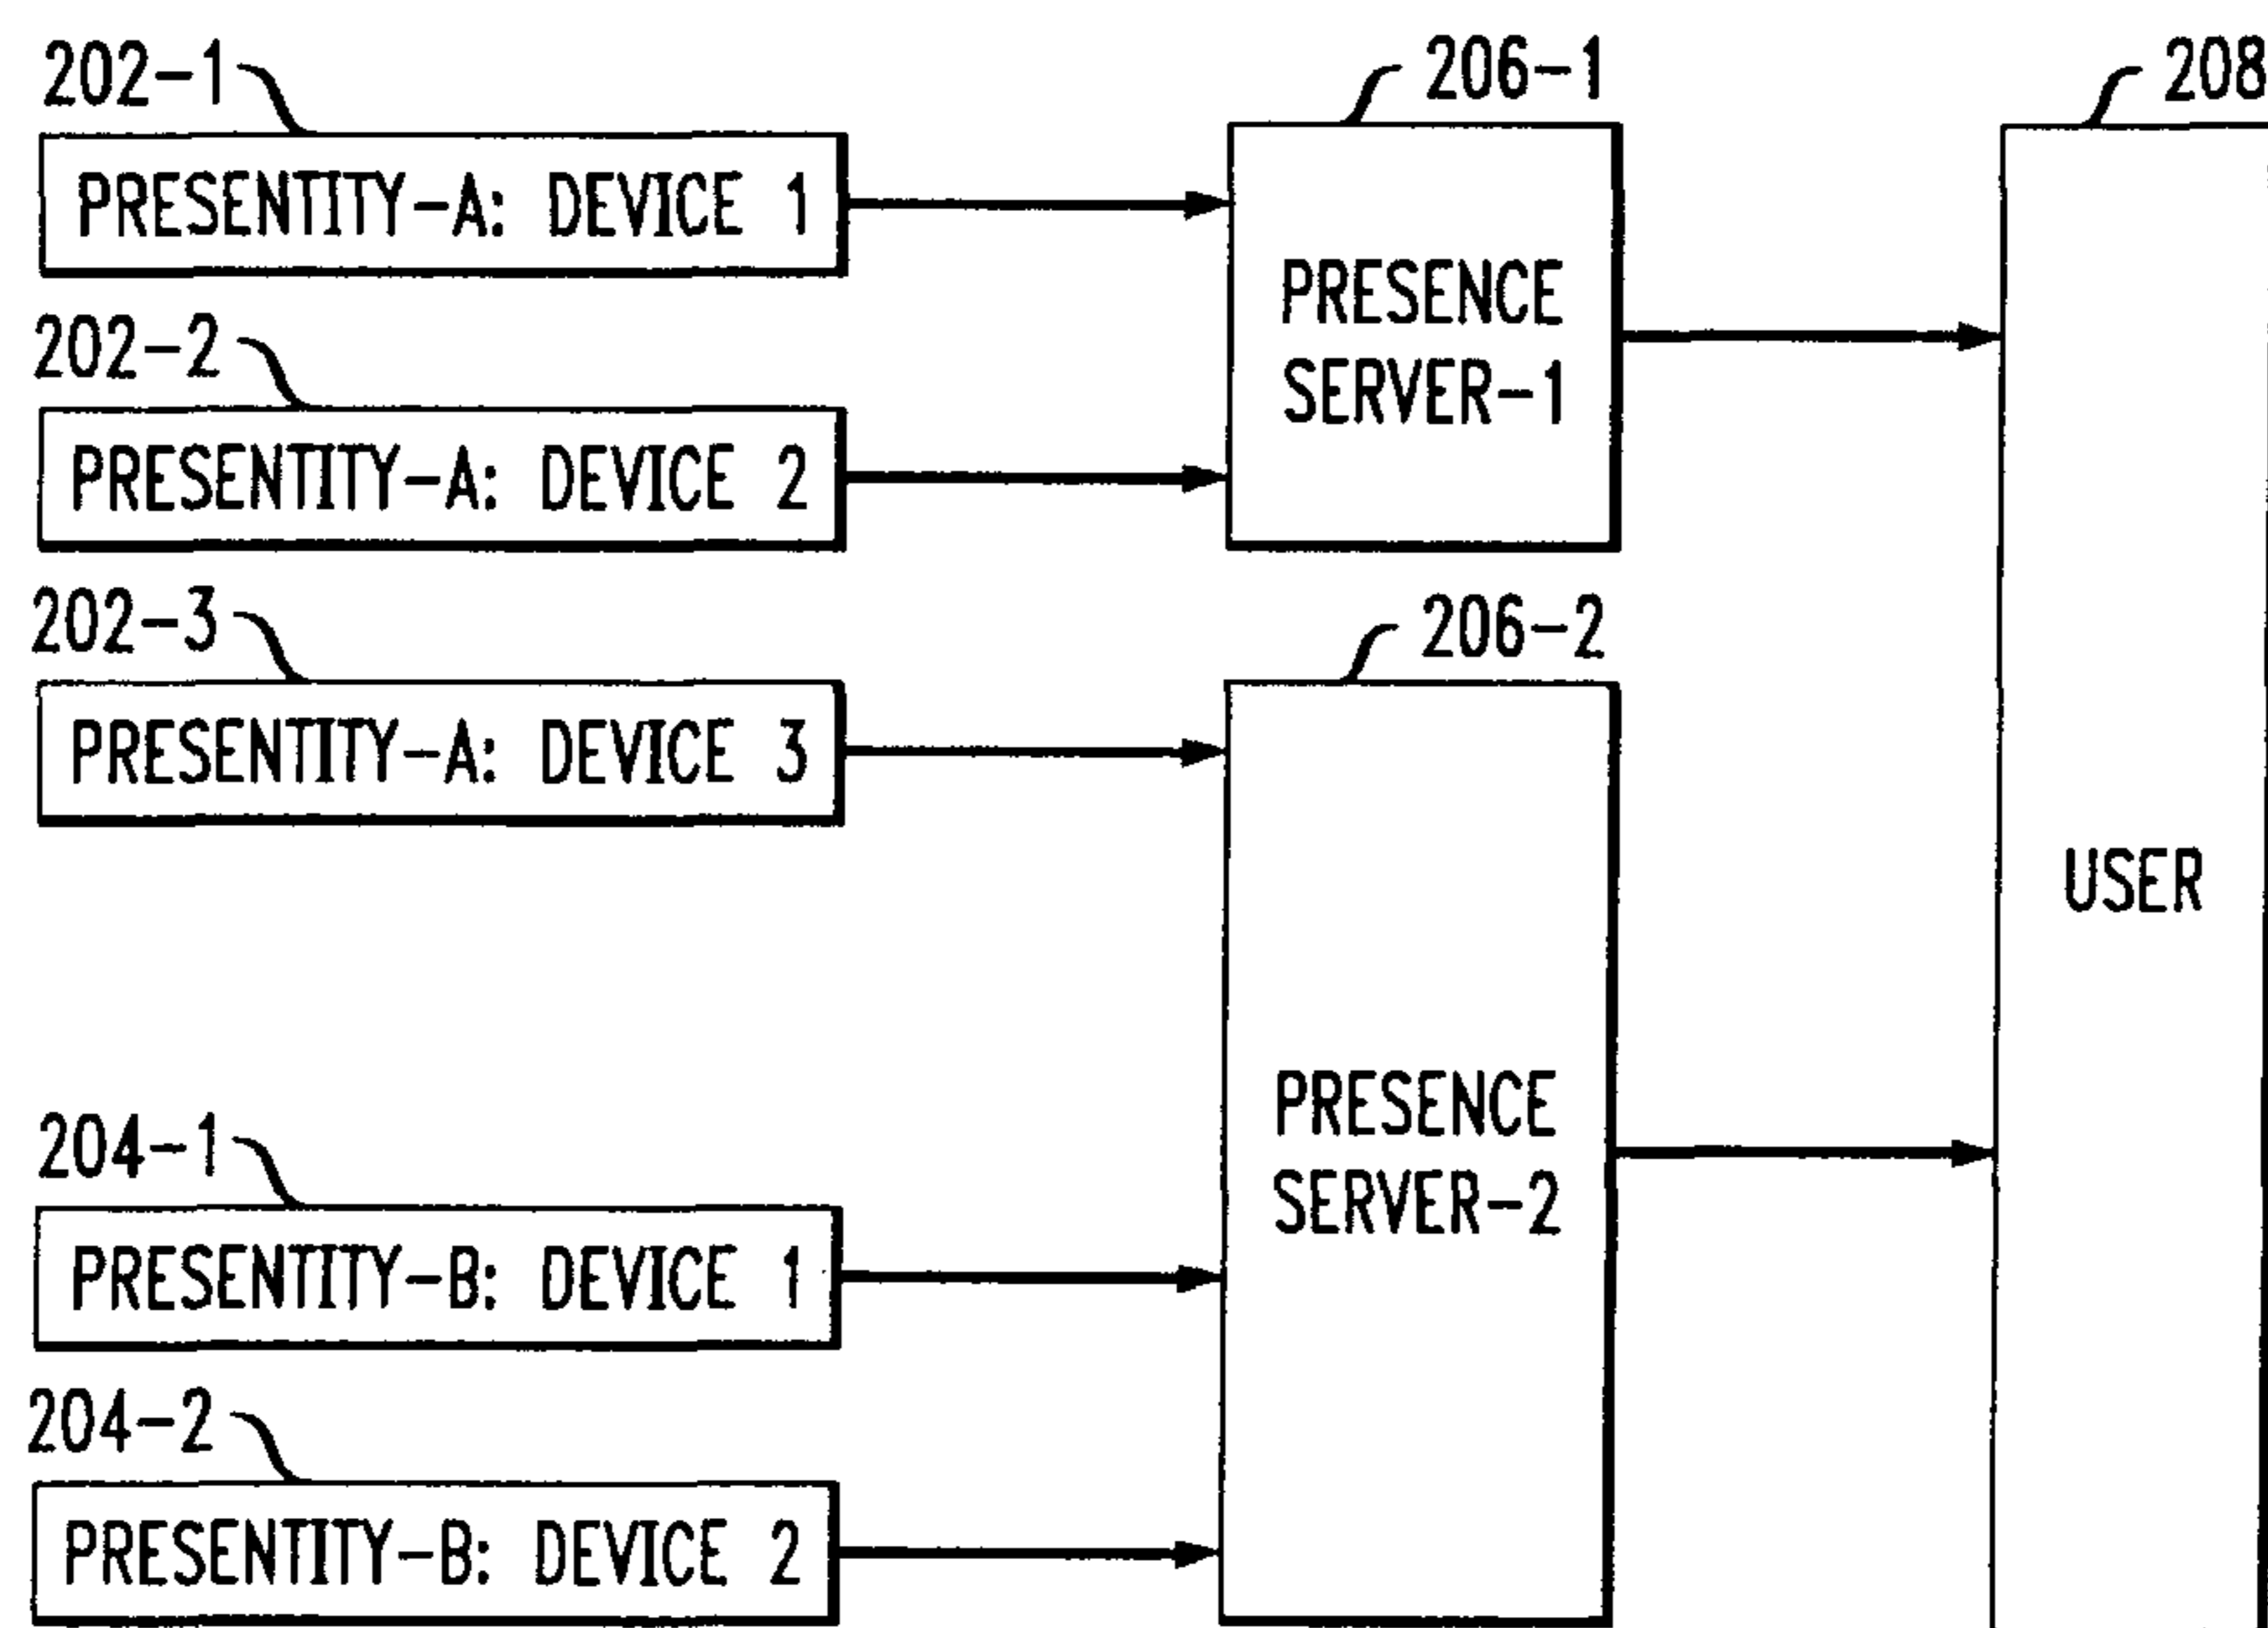 202-1
206-1
208
PRESENTITY-A: DEVICE 1
PRESENCE
SERVER-1
202-2
PRESENTITY-A: DEVICE 2
202-3
206-2
PRESENTITY-A: DEVICE 3
USER
PRESENCE
SERVER-2
204-1
PRESENTITY-B: DEVICE 1
204-2
PRESENTITY-B: DEVICE 2